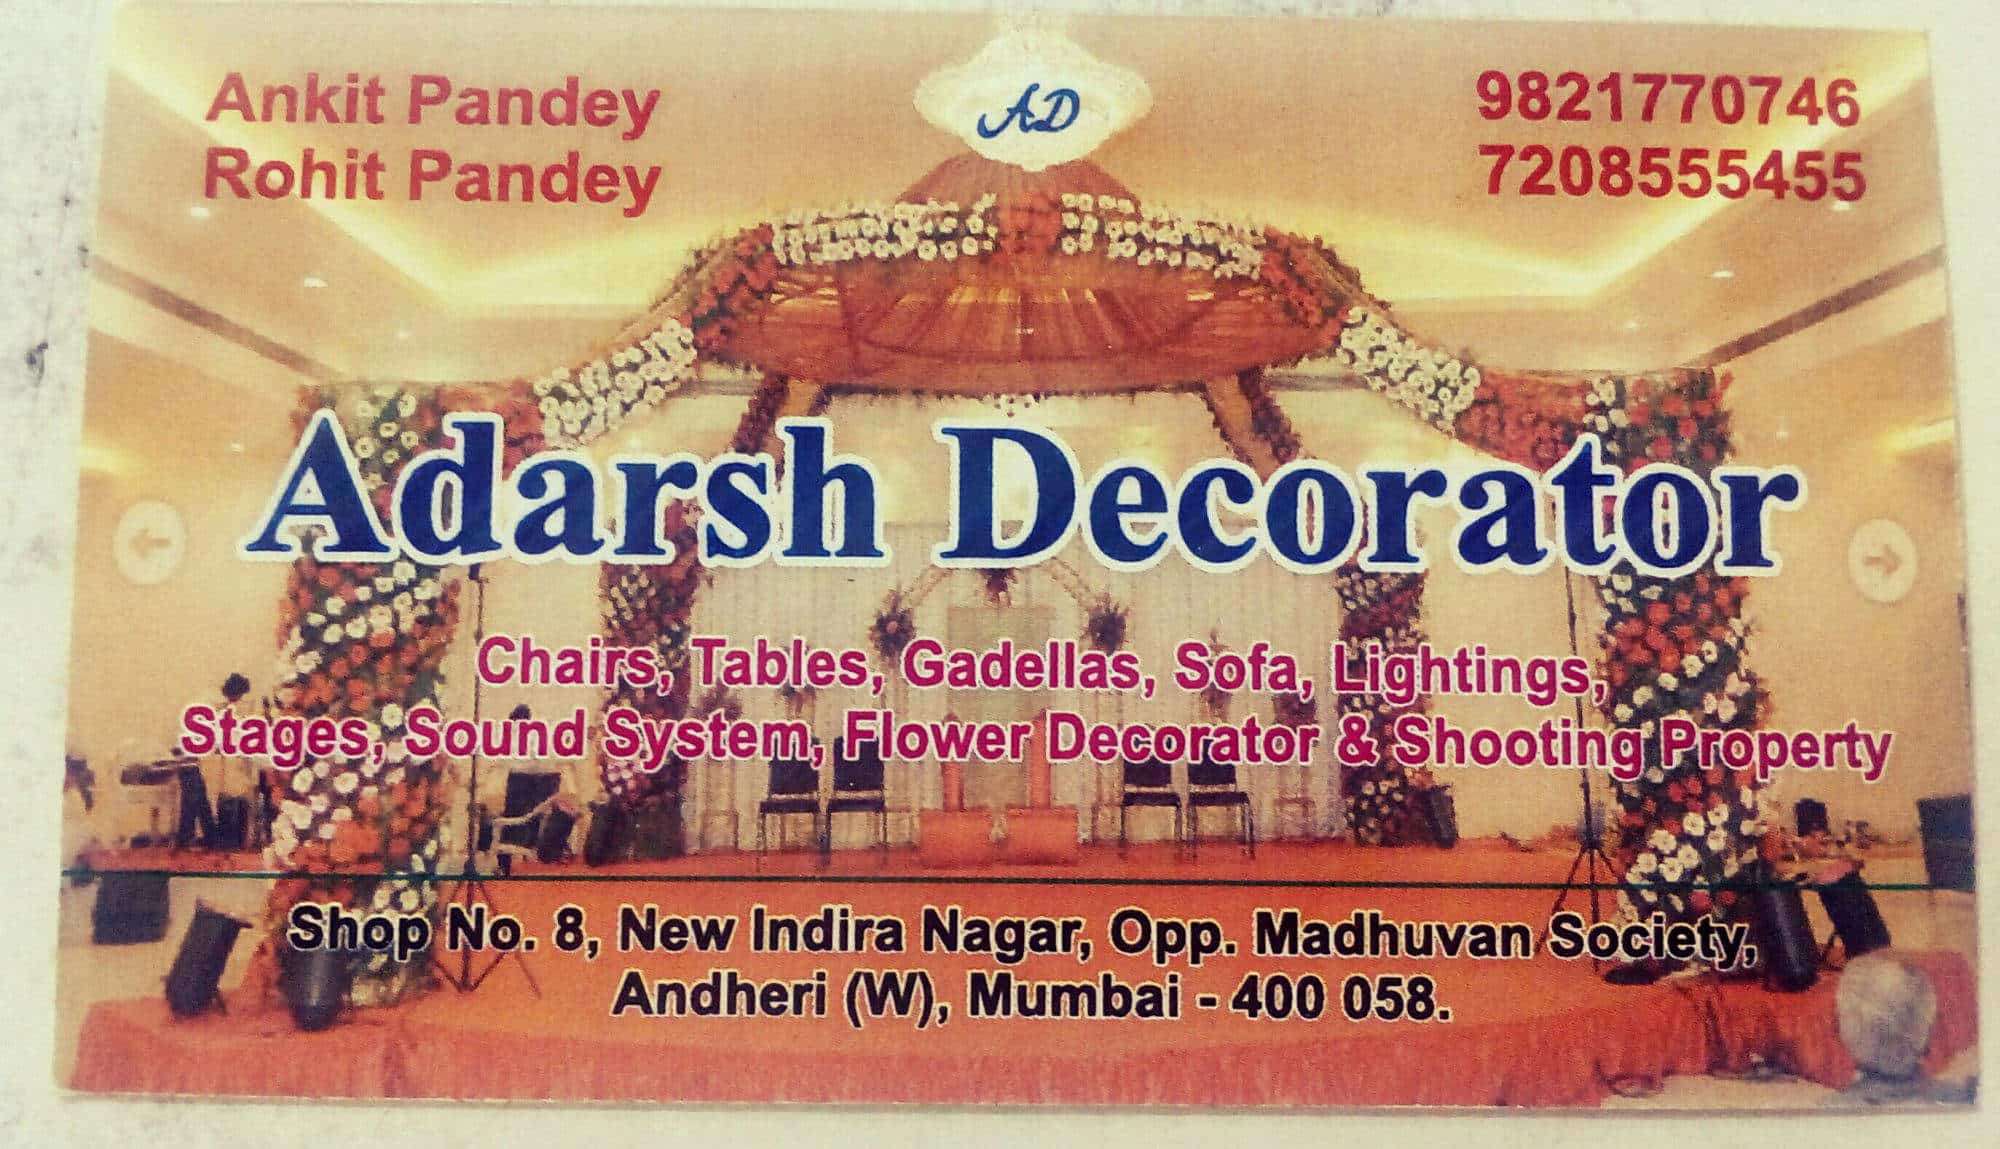 Ankit Pandey
Rohit Pandey
AD
9821770746
7208555455
Adarsh Decorator
Chairs, Tables, Gadellas, Sofa, Lightings,
Stages, Sound System, Flower Decorator & Shooting Property
Shop No. 8, New Indira Nagar, Opp. Madhuvan Society,
Andheri (W), Mumbai - 400 058.